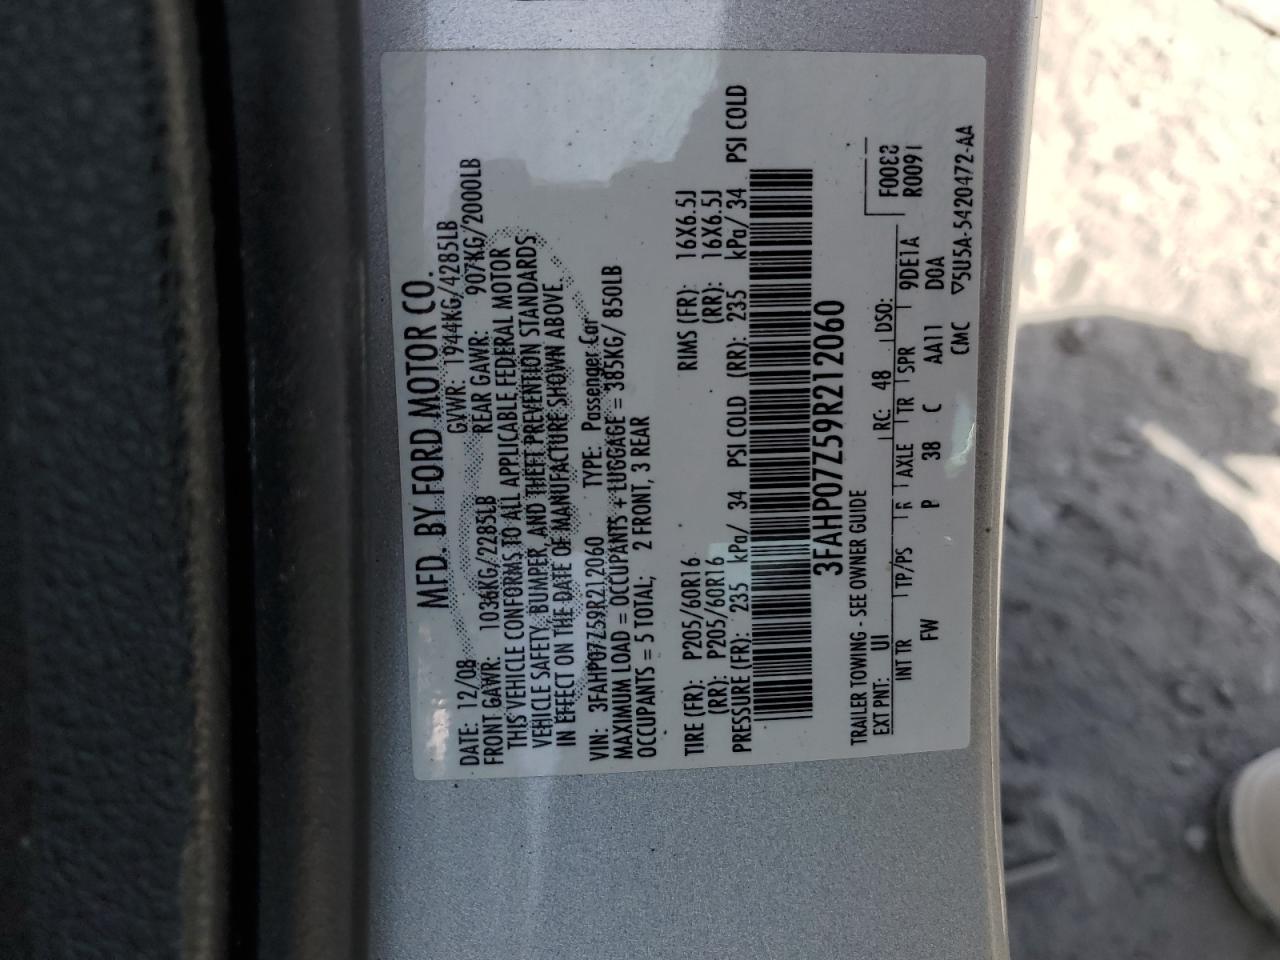 MFD. BY FORD MOTOR CO.
DATE: 12/08 GVWR: 1944KG/4285LB
FRONT GAWR: 1036KG/2285LB REAR GAWR: 907KG/2000LB
THIS VEHICLE CONFORMS TO ALL APPLICABLE FEDERAL MOTOR
VEHICLE SAFETY, BUMPER, AND THEFT PREVENTION STANDARDS
IN EFFECT ON THE DATE OF MANUFACTURE SHOWN ABOVE.
VIN: 3FAHP07Z59R212060 TYPE: Passenger Car
MAXIMUM LOAD = OCCUPANTS + LUGGAGE = 385KG/ 850LB
OCCUPANTS = 5 TOTAL; 2 FRONT, 3 REAR
TIRE (FR): P205/60R16 RIMS (FR): 16X6.5J
(RR): P205/60R16 (RR): 16X6.5J
PRESSURE (FR): 235 kPa/ 34 PSI COLD (RR): 235 kPa/ 34 PSI COLD
3FAHP07Z59R212060
TRAILER TOWING - SEE OWNER GUIDE
F0033
EXT PNT: UI RC: 48 DSO:
R0091
INT TR TP/PS R AXLE TR SPR 9DE1A
FW P 3B C AA11 D0A
CMC ▽5U5A-5420472-AA